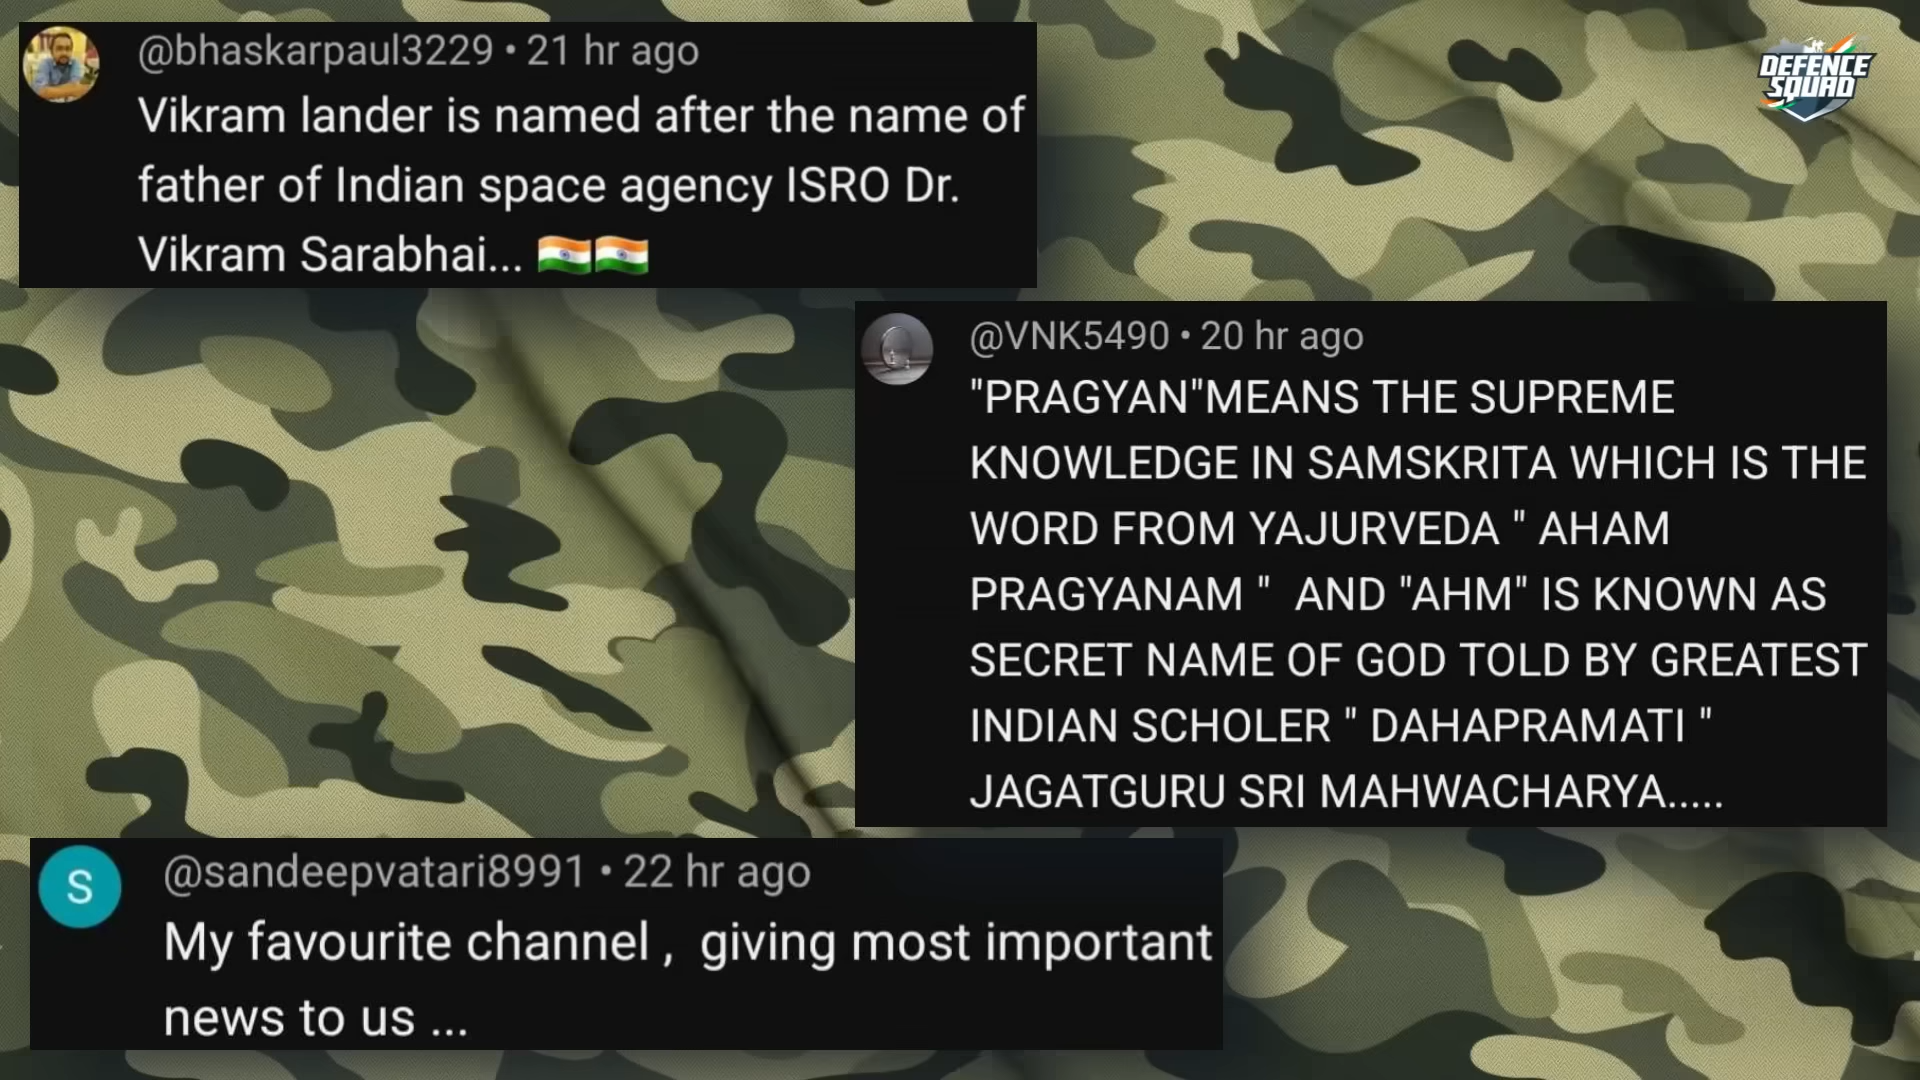 @bhaskarpaul3229 • 21 hr ago
Vikram lander is named after the name of
father of Indian space agency ISRO Dr.
Vikram Sarabhai... 🇮🇳🇮🇳
DEFENCE
SQUAD
@VNK5490 • 20 hr ago
"PRAGYAN"MEANS THE SUPREME
KNOWLEDGE IN SAMSKRITA WHICH IS THE
WORD FROM YAJURVEDA " AHAM
PRAGYANAM "  AND "AHM" IS KNOWN AS
SECRET NAME OF GOD TOLD BY GREATEST
INDIAN SCHOLER " DAHAPRAMATI "
JAGATGURU SRI MAHWACHARYA.....
S
@sandeepvatari8991 • 22 hr ago
My favourite channel ,  giving most important
news to us ...